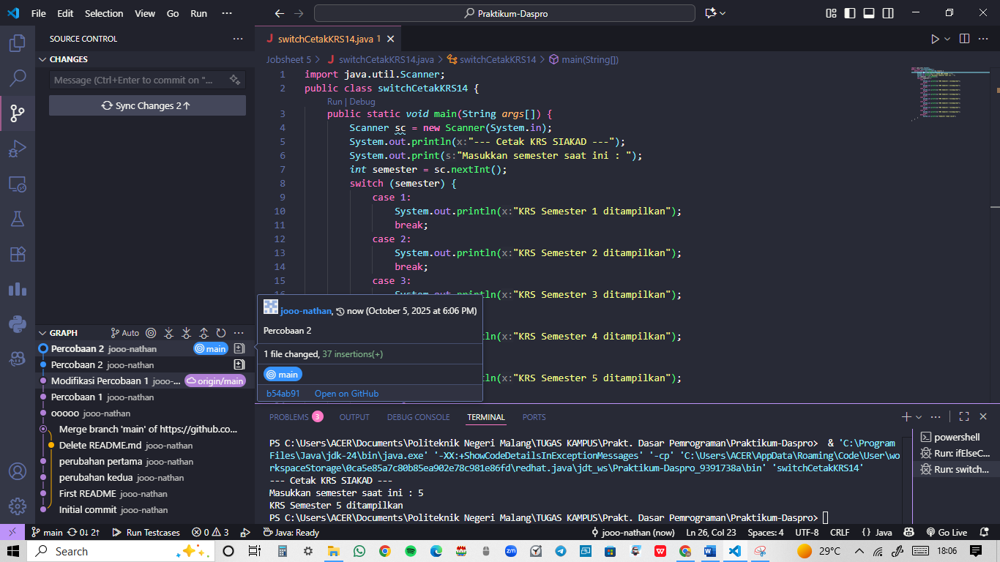 File Edit Selection View Go Run ··· Praktikum-Daspro
SOURCE CONTROL ···
CHANGES
Message (Ctrl+Enter to commit on "...
Sync Changes 2↑
GRAPH Auto ···
Percobaan 2 jooo-nathan main
Percobaan 2 jooo-nathan
Modifikasi Percobaan 1 jooo-... origin/main
Percobaan 1 jooo-nathan
ooooo jooo-nathan
Merge branch 'main' of https://github.co...
Delete README.md jooo-nathan
perubahan pertama jooo-nathan
perubahan kedua jooo-nathan
First README jooo-nathan
Initial commit jooo-nathan
switchCetakKRS14.java 1
Jobsheet 5 > switchCetakKRS14.java > switchCetakKRS14 > main(String[])
1 import java.util.Scanner;
2 public class switchCetakKRS14 {
Run | Debug
3 public static void main(String args[]) {
4 Scanner sc = new Scanner(System.in);
5 System.out.println(x:"--- Cetak KRS SIAKAD ---");
6 System.out.print(s:"Masukkan semester saat ini : ");
7 int semester = sc.nextInt();
8 switch (semester) {
9 case 1:
10 System.out.println(x:"KRS Semester 1 ditampilkan");
11 break;
12 case 2:
13 System.out.println(x:"KRS Semester 2 ditampilkan");
14 break;
15 case 3:
16 System.out.println(x:"KRS Semester 3 ditampilkan");
ln(x:"KRS Semester 4 ditampilkan");
ln(x:"KRS Semester 5 ditampilkan");
jooo-nathan, now (October 5, 2025 at 6:06 PM)
Percobaan 2
1 file changed, 37 insertions(+)
main
b54ab91 Open on GitHub
PROBLEMS 3 OUTPUT DEBUG CONSOLE TERMINAL PORTS
PS C:\Users\ACER\Documents\Politeknik Negeri Malang\TUGAS KAMPUS\Prakt. Dasar Pemrograman\Praktikum-Daspro> & 'C:\Program
Files\Java\jdk-24\bin\java.exe' '-XX:+ShowCodeDetailsInExceptionMessages' '-cp' 'C:\Users\ACER\AppData\Roaming\Code\User\wo
rkspaceStorage\0ca5e85a7c80b85ea902e78c981e86fd\redhat.java\jdt_ws\Praktikum-Daspro_9391738a\bin' 'switchCetakKRS14'
--- Cetak KRS SIAKAD ---
Masukkan semester saat ini : 5
KRS Semester 5 ditampilkan
PS C:\Users\ACER\Documents\Politeknik Negeri Malang\TUGAS KAMPUS\Prakt. Dasar Pemrograman\Praktikum-Daspro>
powershell
Run: ifElseC...
Run: switch...
main 0↓ 2↑ Run Testcases 0 3 Java: Ready jooo-nathan (now) Ln 26, Col 23 Spaces: 4 UTF-8 CRLF {} Java Go Live
Search 29°C 18:06